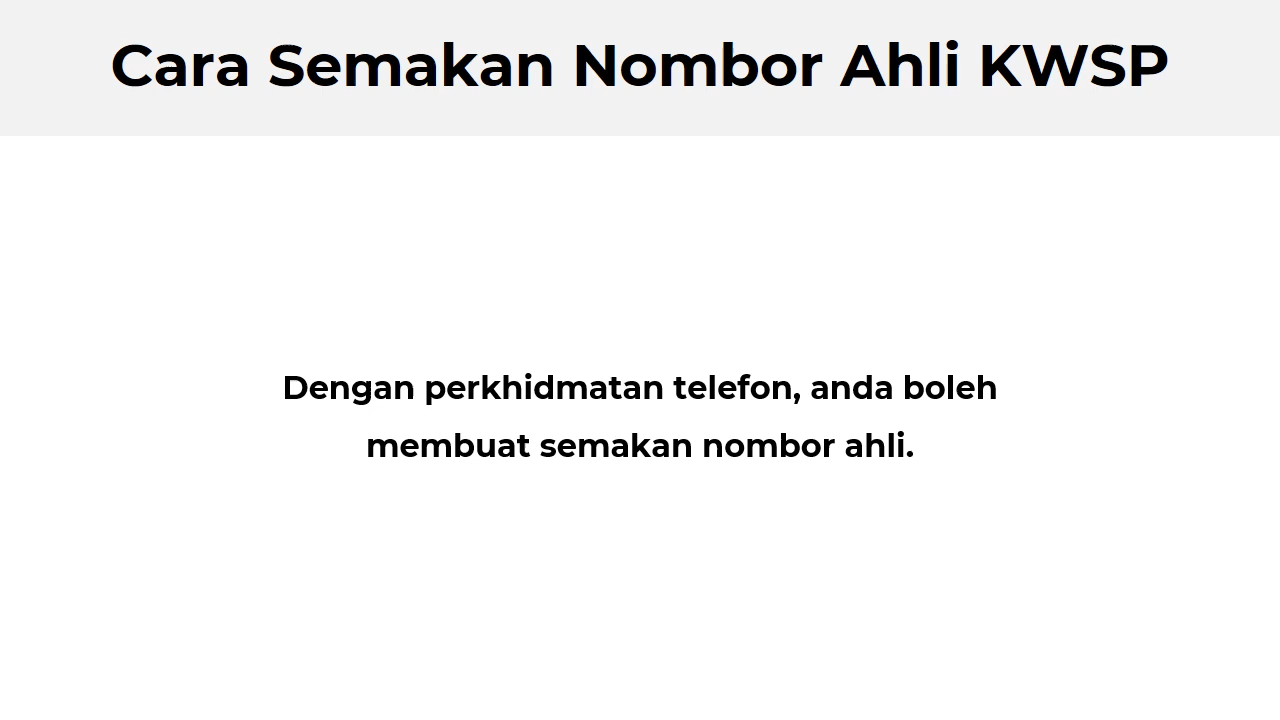 Cara Semakan Nombor Ahli KWSP
Dengan perkhidmatan telefon, anda boleh
membuat semakan nombor ahli.